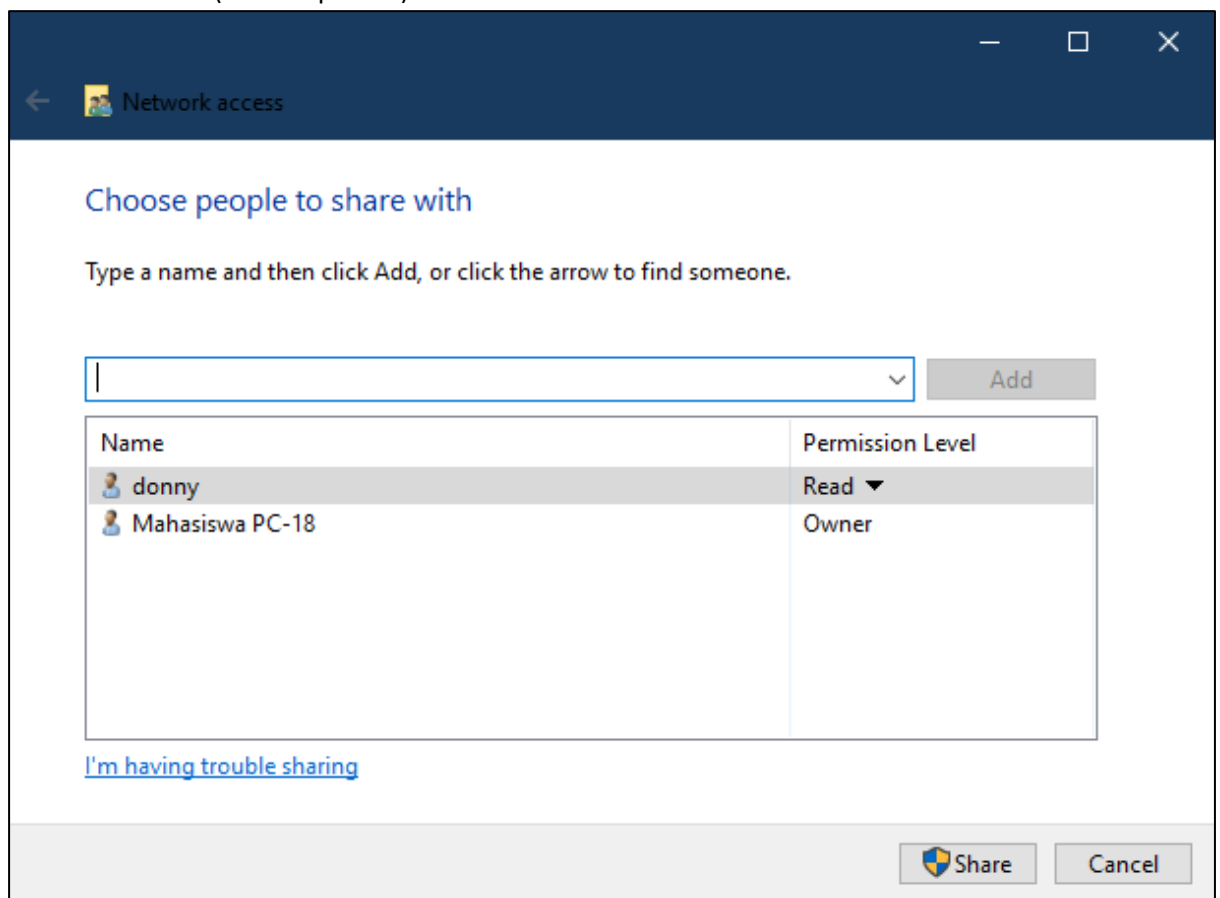 Network access
Choose people to share with
Type a name and then click Add, or click the arrow to find someone.
Add
Name Permission Level
donny Read
Mahasiswa PC-18 Owner
I'm having trouble sharing
Share Cancel